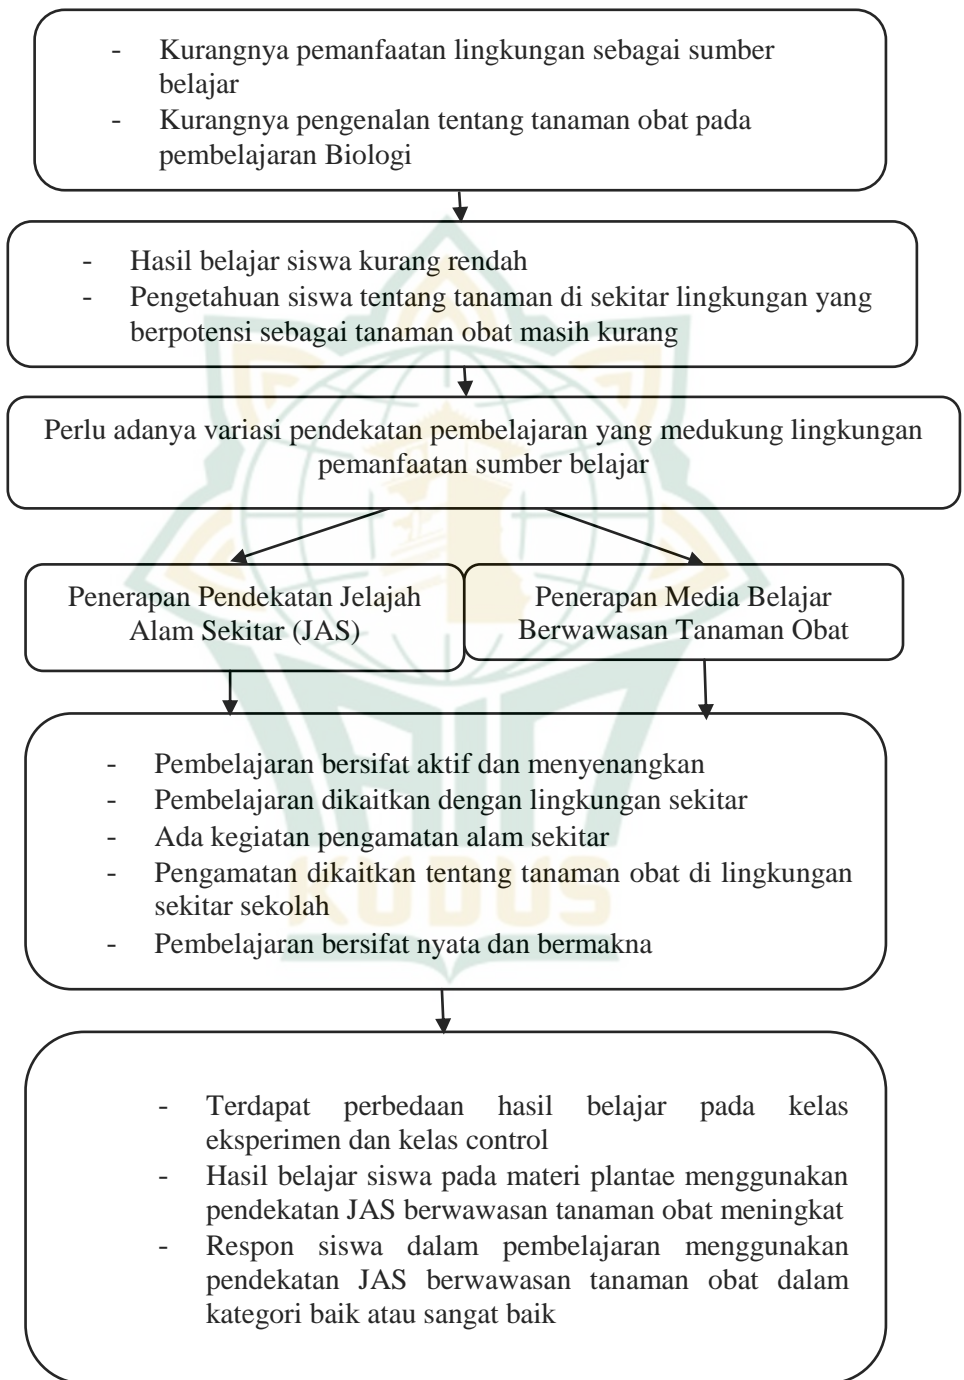 - Kurangnya pemanfaatan lingkungan sebagai sumber
belajar
- Kurangnya pengenalan tentang tanaman obat pada
pembelajaran Biologi
- Hasil belajar siswa kurang rendah
- Pengetahuan siswa tentang tanaman di sekitar lingkungan yang
berpotensi sebagai tanaman obat masih kurang
Perlu adanya variasi pendekatan pembelajaran yang medukung lingkungan
pemanfaatan sumber belajar
Penerapan Pendekatan Jelajah
Alam Sekitar (JAS)
Penerapan Media Belajar
Berwawasan Tanaman Obat
- Pembelajaran bersifat aktif dan menyenangkan
- Pembelajaran dikaitkan dengan lingkungan sekitar
- Ada kegiatan pengamatan alam sekitar
- Pengamatan dikaitkan tentang tanaman obat di lingkungan
sekitar sekolah
- Pembelajaran bersifat nyata dan bermakna
KUDUS
- Terdapat perbedaan hasil belajar pada kelas
eksperimen dan kelas control
- Hasil belajar siswa pada materi plantae menggunakan
pendekatan JAS berwawasan tanaman obat meningkat
- Respon siswa dalam pembelajaran menggunakan
pendekatan JAS berwawasan tanaman obat dalam
kategori baik atau sangat baik